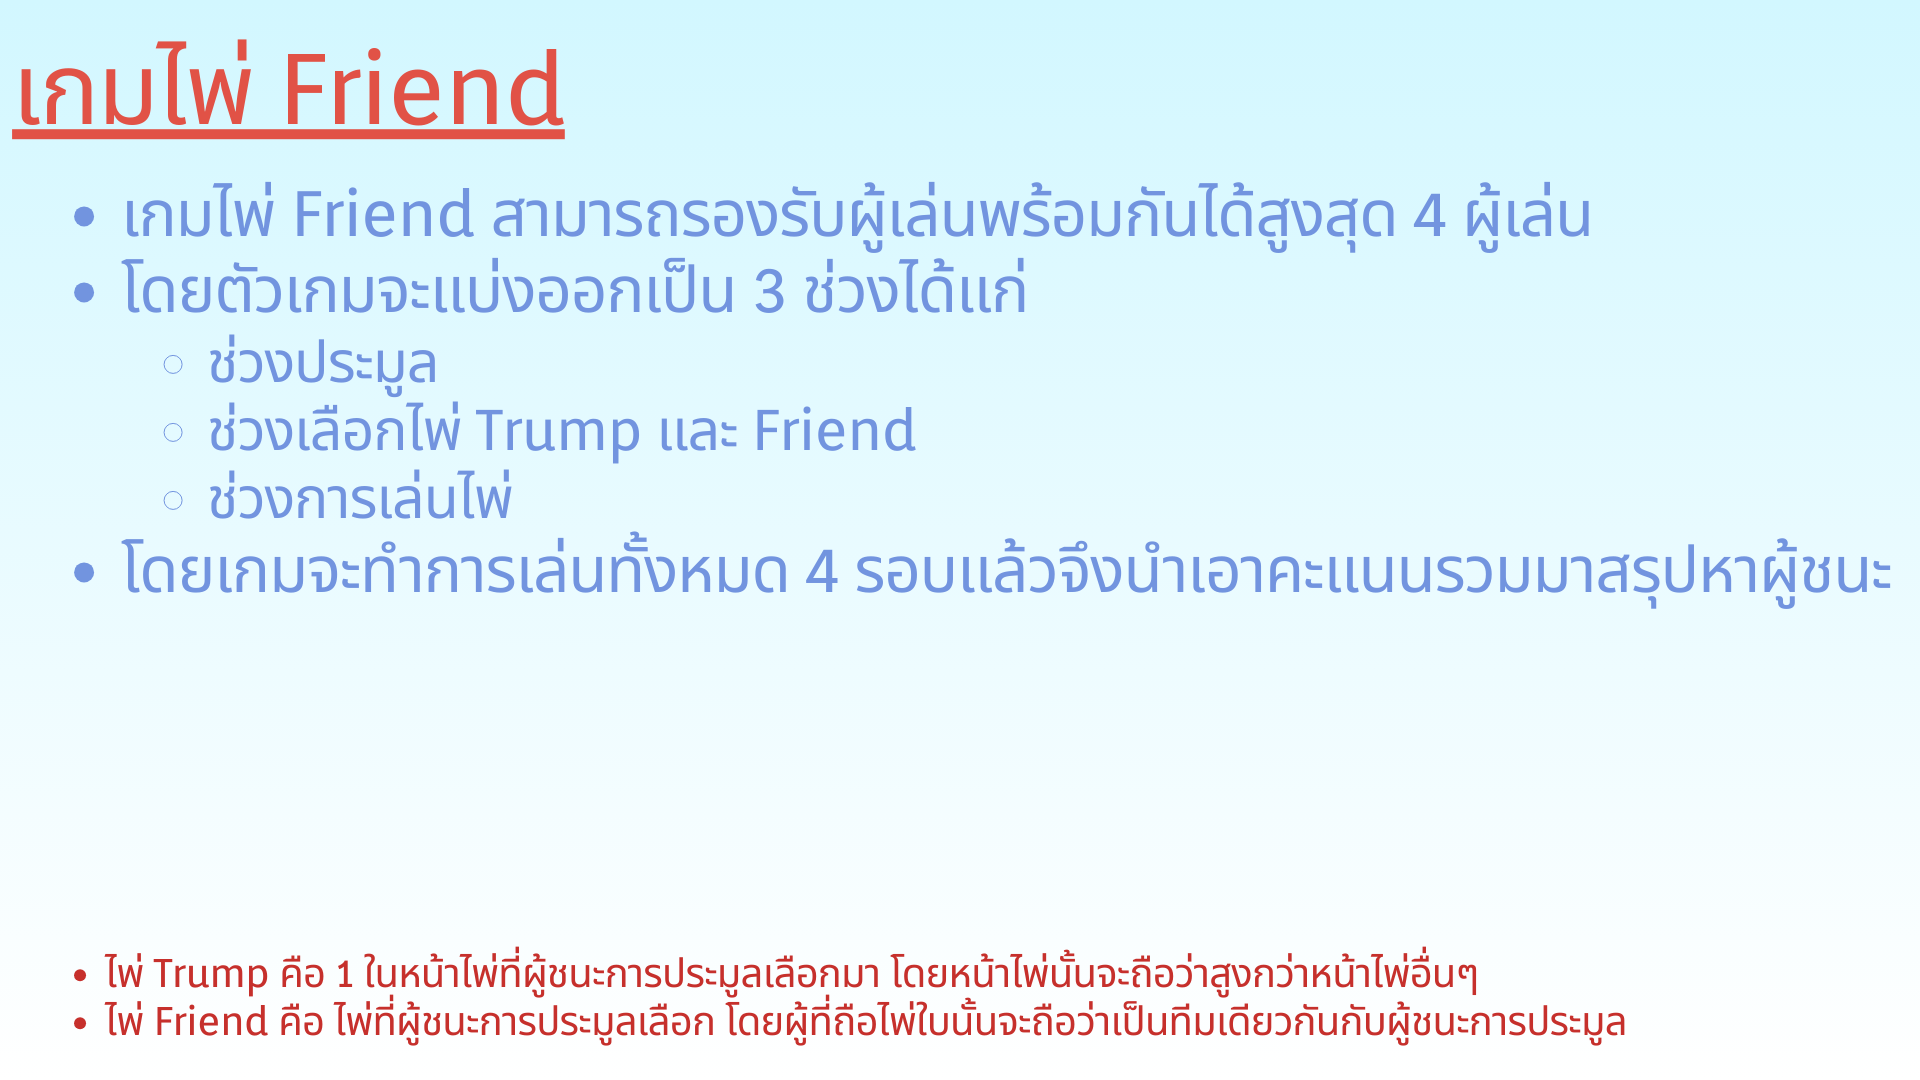 เกมไพ่ Friend
เกมไพ่ Friend สามารถรองรับผู้เล่นพร้อมกันได้สูงสุด 4 ผู้เล่น
โดยตัวเกมจะแบ่งออกเป็น 3 ช่วงได้แก่
ช่วงประมูล
ช่วงเลือกไพ่ Trump และ Friend
ช่วงการเล่นไพ่
โดยเกมจะทำการเล่นทั้งหมด 4 รอบแล้วจึงนำเอาคะแนนรวมมาสรุปหาผู้ชนะ
ไพ่ Trump คือ 1 ในหน้าไพ่ที่ผู้ชนะการประมูลเลือกมา โดยหน้าไพ่นั้นจะถือว่าสูงกว่าหน้าไพ่อื่นๆ
ไพ่ Friend คือ ไพ่ที่ผู้ชนะการประมูลเลือก โดยผู้ที่ถือไพ่ใบนั้นจะถือว่าเป็นทีมเดียวกันกับผู้ชนะการประมูล